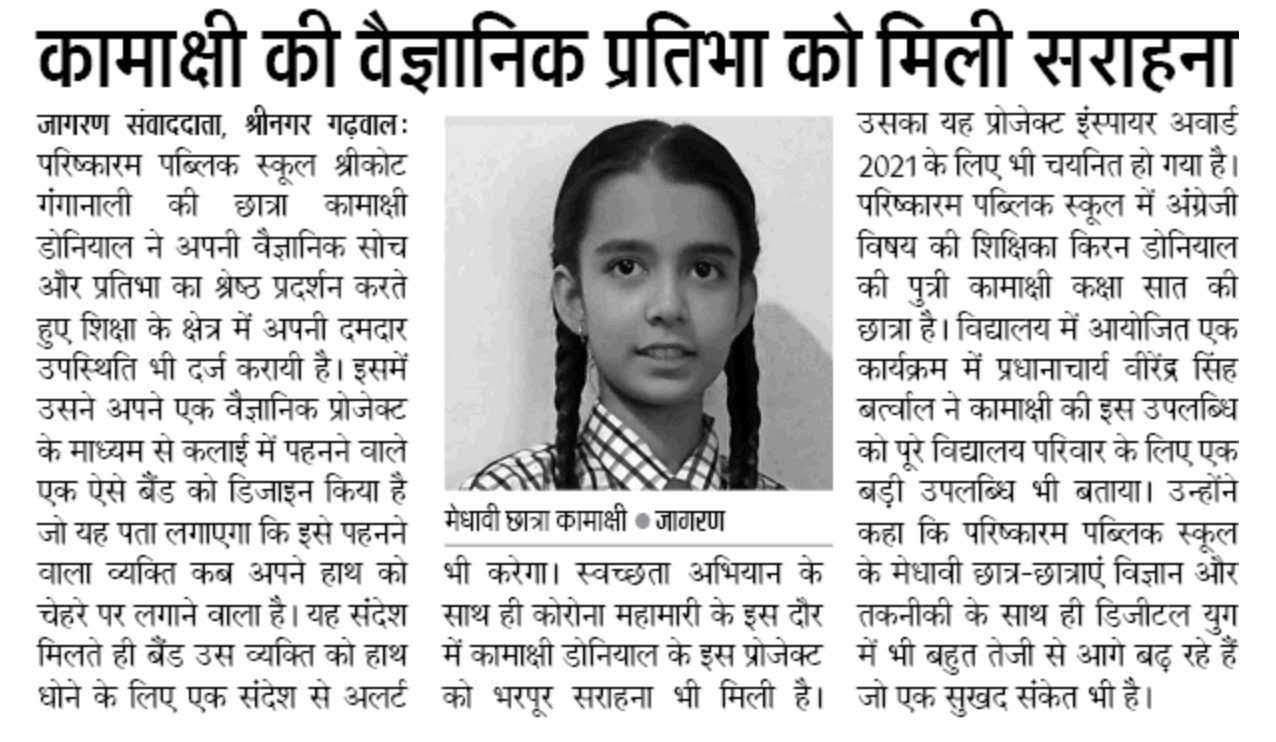 कामाक्षी की वैज्ञानिक प्रतिभा को मिली सराहना
जागरण संवाददाता, श्रीनगर गढ़वाल:
परिष्कारम पब्लिक स्कूल श्रीकोट
गंगानाली की छात्रा कामाक्षी
डोनियाल ने अपनी वैज्ञानिक सोच
और प्रतिभा का श्रेष्ठ प्रदर्शन करते
हुए शिक्षा के क्षेत्र में अपनी दमदार
उपस्थिति भी दर्ज करायी है। इसमें
उसने अपने एक वैज्ञानिक प्रोजेक्ट
के माध्यम से कलाई में पहनने वाले
एक ऐसे बैंड को डिजाइन किया है
जो यह पता लगाएगा कि इसे पहनने
वाला व्यक्ति कब अपने हाथ को
चेहरे पर लगाने वाला है। यह संदेश
मिलते ही बैंड उस व्यक्ति को हाथ
धोने के लिए एक संदेश से अलर्ट
मेधावी छात्रा कामाक्षी ● जागरण
भी करेगा। स्वच्छता अभियान के
साथ ही कोरोना महामारी के इस दौर
में कामाक्षी डोनियाल के इस प्रोजेक्ट
को भरपूर सराहना भी मिली है।
उसका यह प्रोजेक्ट इंस्पायर अवार्ड
2021 के लिए भी चयनित हो गया है।
परिष्कारम पब्लिक स्कूल में अंग्रेजी
विषय की शिक्षिका किरन डोनियाल
की पुत्री कामाक्षी कक्षा सात की
छात्रा है। विद्यालय में आयोजित एक
कार्यक्रम में प्रधानाचार्य वीरेंद्र सिंह
बर्त्वाल ने कामाक्षी की इस उपलब्धि
को पूरे विद्यालय परिवार के लिए एक
बड़ी उपलब्धि भी बताया। उन्होंने
कहा कि परिष्कारम पब्लिक स्कूल
के मेधावी छात्र-छात्राएं विज्ञान और
तकनीकी के साथ ही डिजीटल युग
में भी बहुत तेजी से आगे बढ़ रहे हैं
जो एक सुखद संकेत भी है।